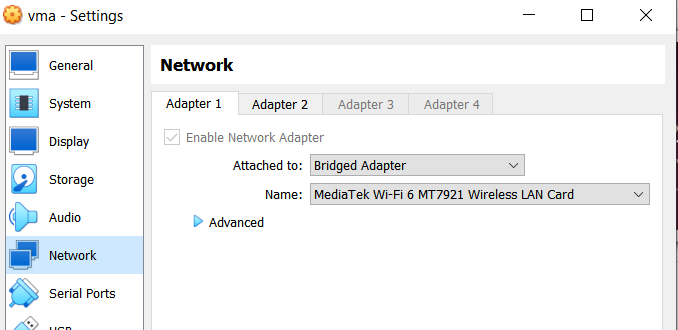 vma - Settings
General
System
Display
Storage
Audio
Network
Serial Ports
USB
Network
Adapter 1 Adapter 2 Adapter 3 Adapter 4
Enable Network Adapter
Attached to: Bridged Adapter
Name: MediaTek Wi-Fi 6 MT7921 Wireless LAN Card
Advanced